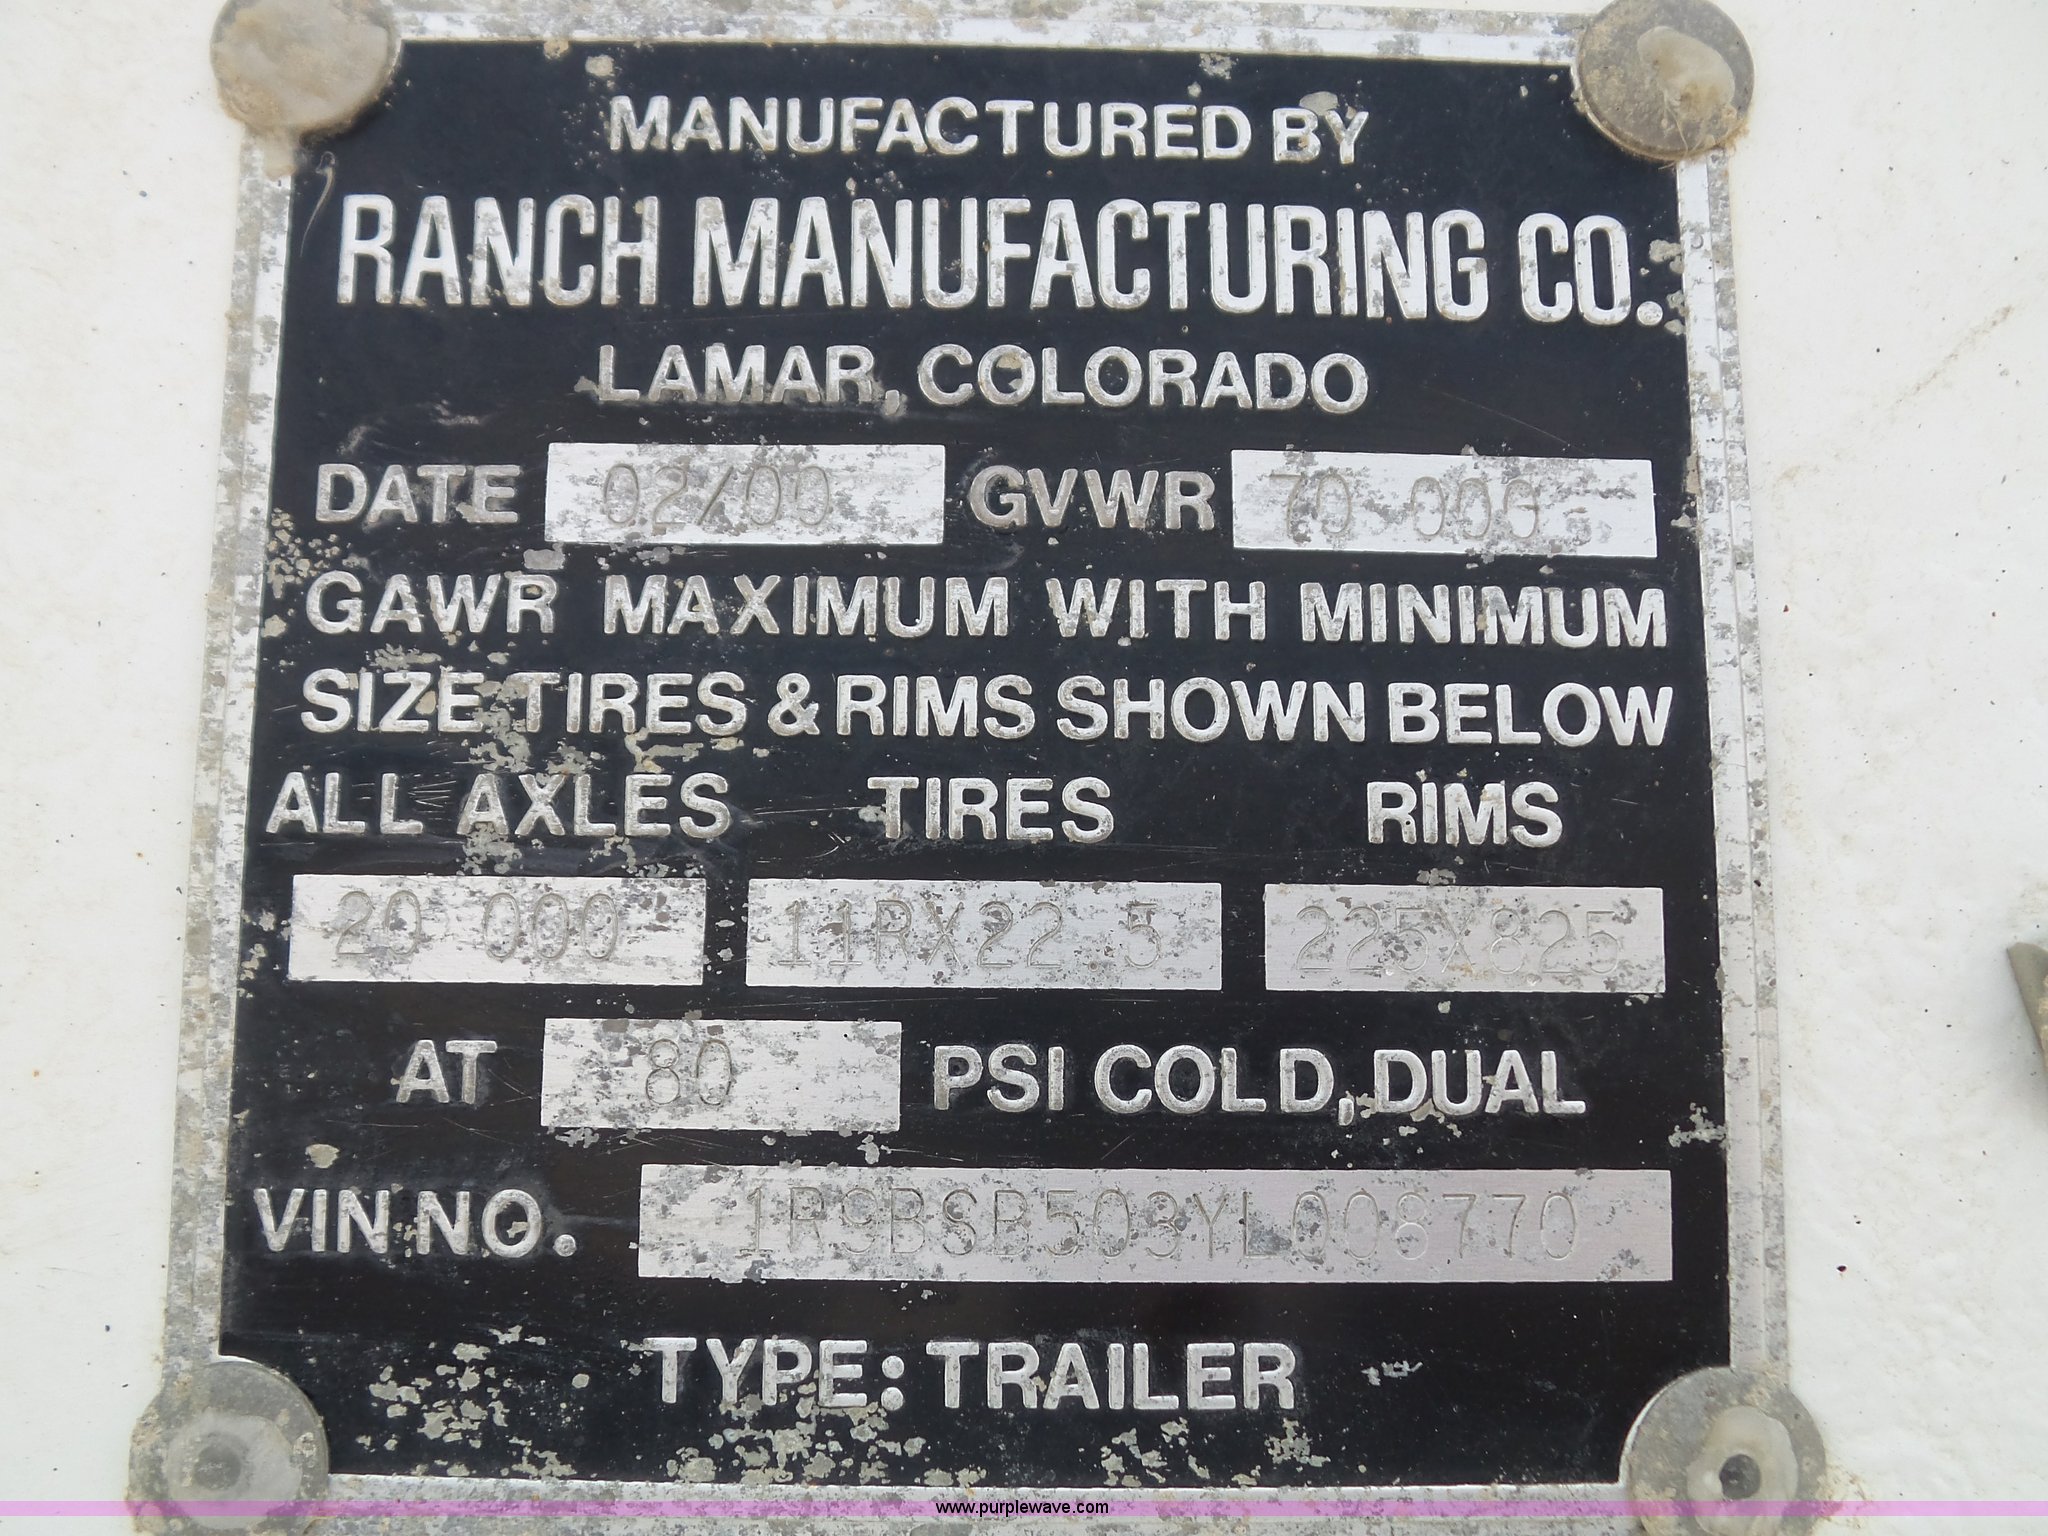 MANUFACTURED BY
RANCH MANUFACTURING CO.
LAMAR, COLORADO
DATE 02/00 GVWR 70 000
GAWR MAXIMUM WITH MINIMUM
SIZE TIRES & RIMS SHOWN BELOW
ALL AXLES TIRES RIMS
20 000 11RX22.5 225X825
AT 80 PSI COLD, DUAL
VIN NO. 1R9BSB503YL008770
TYPE: TRAILER
www.purplewave.com